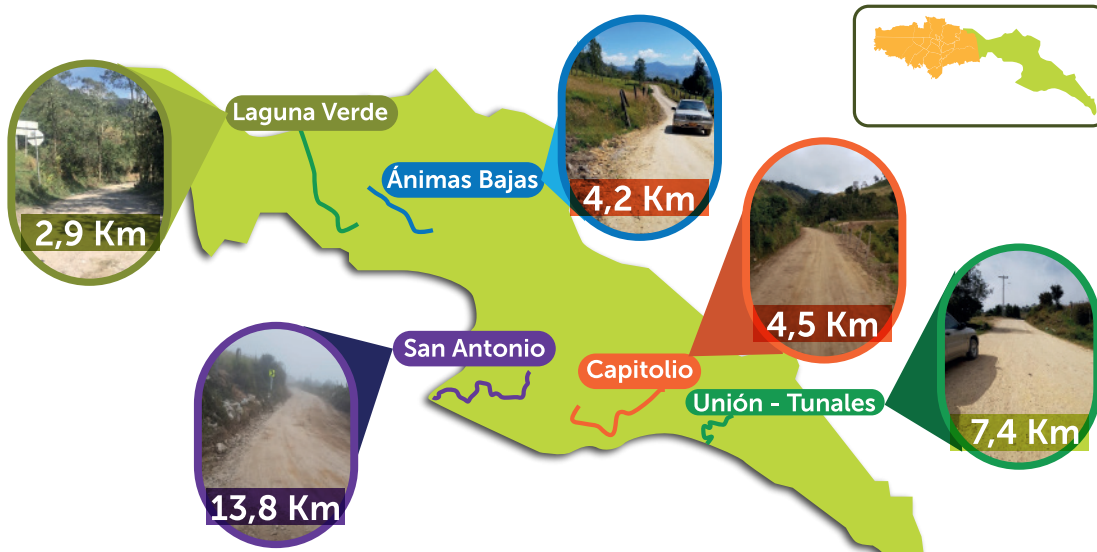 Laguna Verde
2,9 Km
Ánimas Bajas
4,2 Km
San Antonio
13,8 Km
Capitolio
4,5 Km
Unión - Tunales
7,4 Km